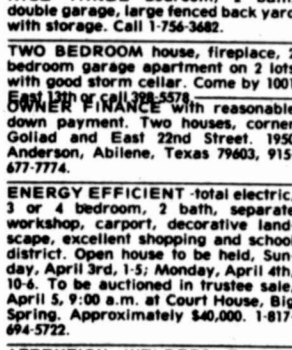 double garage, large fenced back yard
with storage. Call 1-756-3682.
TWO BEDROOM house, fireplace, 2
bedroom garage apartment on 2 lots
with good storm cellar. Come by 1001
East 13th or call 398-5578.
OWNER FINANCE with reasonable
down payment. Two houses, corner
Goliad and East 22nd Street. 1950
Anderson, Abilene, Texas 79603, 915-
677-7774.
ENERGY EFFICIENT -total electric,
3 or 4 bedroom, 2 bath, separate
workshop, carport, decorative land-
scape, excellent shopping and school
district. Open house to be held, Sun-
day, April 3rd, 1-5; Monday, April 4th,
10-6. To be auctioned in trustee sale,
April 5, 9:00 a.m. at Court House, Big
Spring. Approximately $40,000. 1-817-
694-5722.